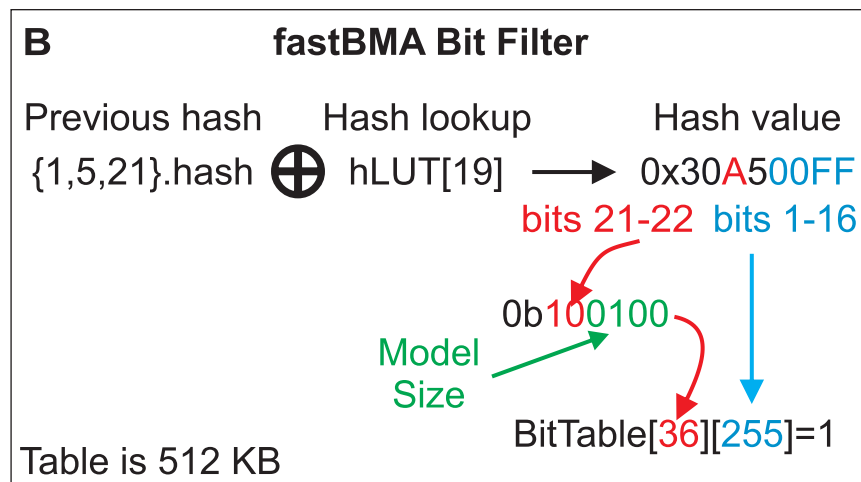 B fastBMA Bit Filter
Previous hash Hash lookup Hash value
{1,5,21}.hash ⊕ hLUT[19] → 0x30A500FF
bits 21-22 bits 1-16
0b100100
Model
Size
BitTable[36][255]=1
Table is 512 KB